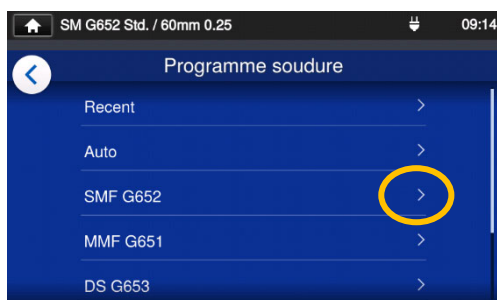 SM G652 Std. / 60mm 0.25 09:14
Programme soudure
Recent
Auto
SMF G652
MMF G651
DS G653